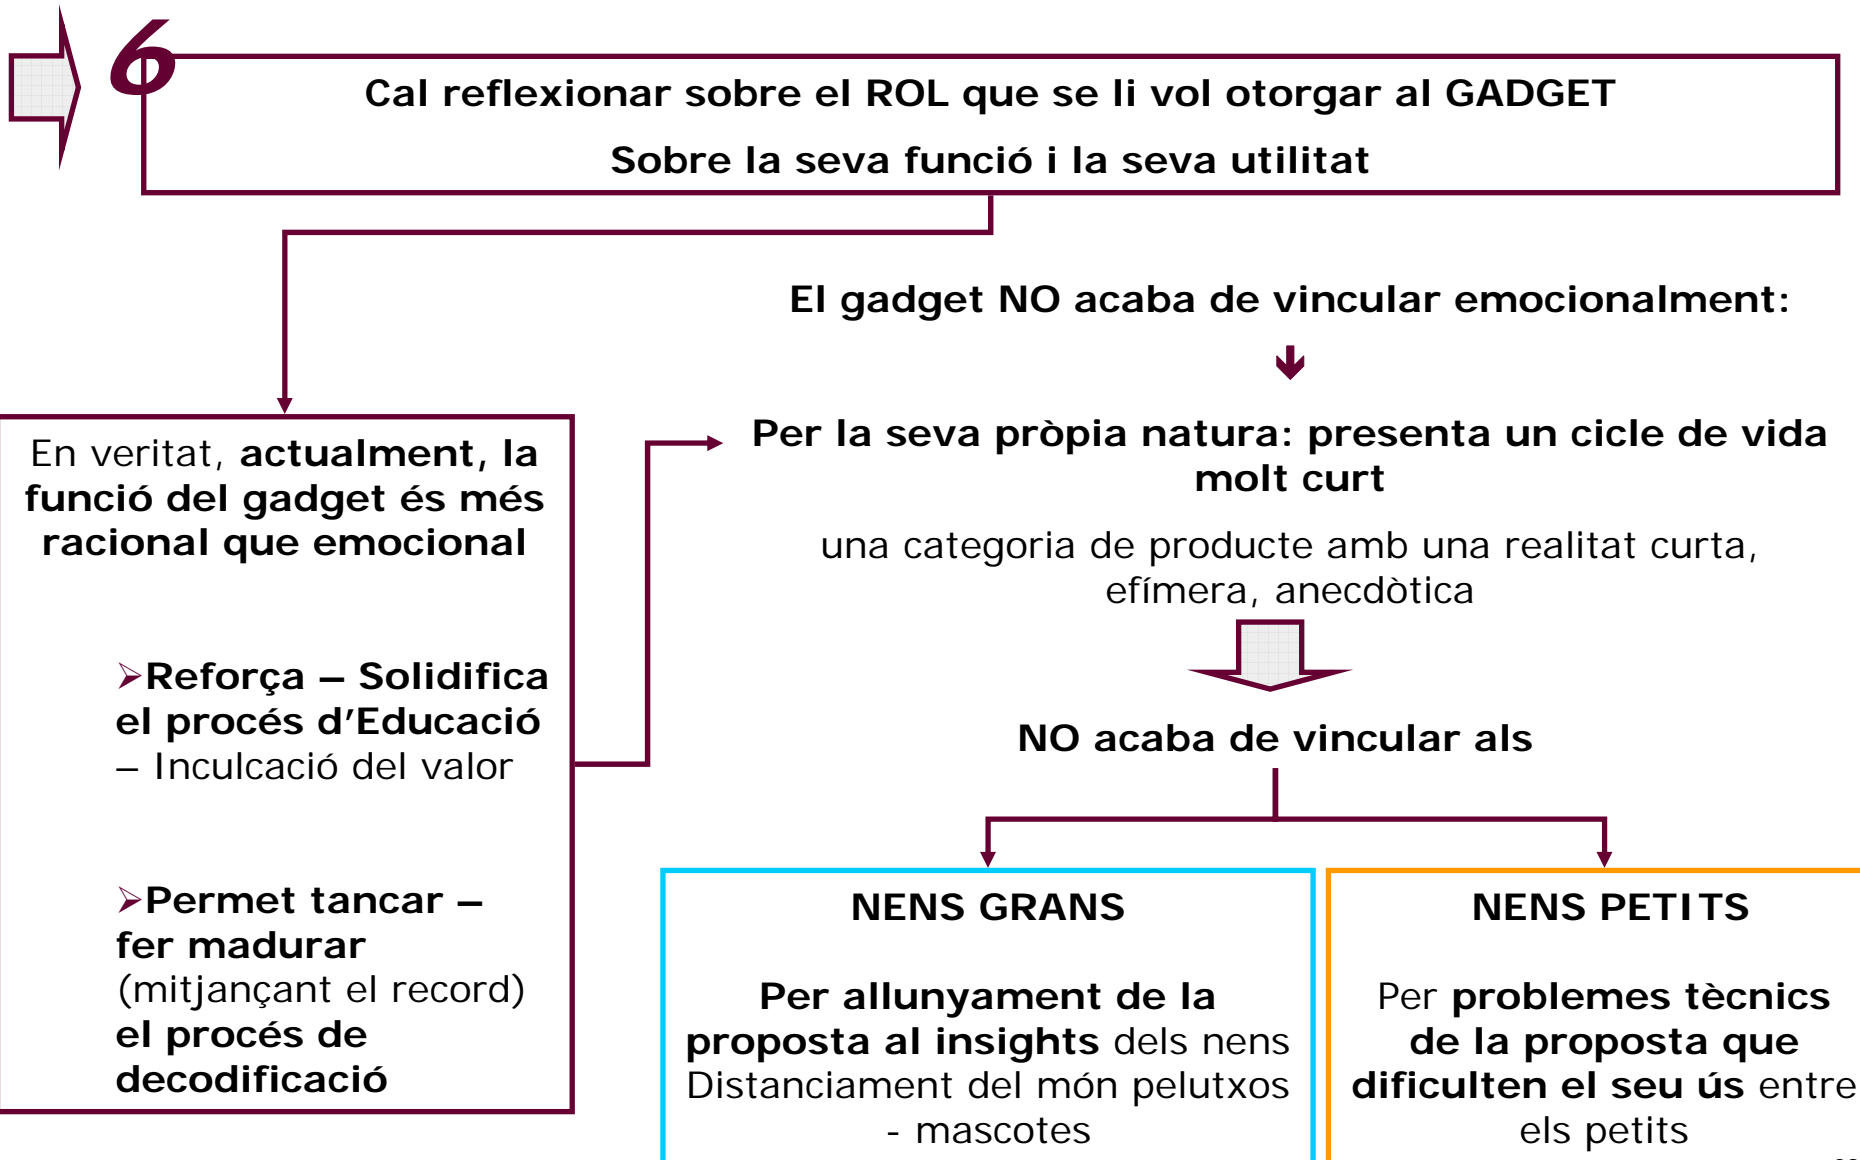 6
Cal reflexionar sobre el ROL que se li vol otorgar al GADGET
Sobre la seva funció i la seva utilitat
En veritat, actualment, la
funció del gadget és més
racional que emocional
➢Reforça – Solidifica
el procés d’Educació
– Inculcació del valor
➢Permet tancar –
fer madurar
(mitjançant el record)
el procés de
decodificació
El gadget NO acaba de vincular emocionalment:
Per la seva pròpia natura: presenta un cicle de vida
molt curt
una categoria de producte amb una realitat curta,
efímera, anecdòtica
NO acaba de vincular als
NENS GRANS
Per allunyament de la
proposta al insights dels nens
Distanciament del món pelutxos
- mascotes
NENS PETITS
Per problemes tècnics
de la proposta que
dificulten el seu ús entre
els petits